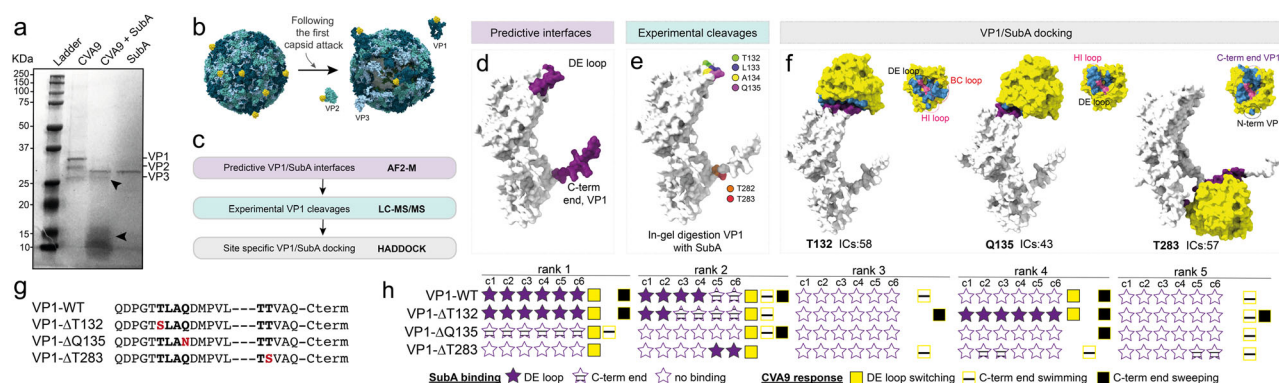 a
KDa
Ladder
CVA9
CVA9 + SubA
SubA
250
150
100
75
50
37
25
20
15
10
VP1
VP2
VP3
b
Following
the first
capsid attack
VP1
VP2
VP3
c
Predictive VP1/SubA interfaces AF2-M
Experimental VP1 cleavages LC-MS/MS
Site specific VP1/SubA docking HADDOCK
Predictive interfaces
d
DE loop
C-term
end, VP1
Experimental cleavages
e
T132
L133
A134
Q135
T282
T283
In-gel digestion VP1
with SubA
VP1/SubA docking
f
DE loop
BC loop
HI loop
T132 ICs:58
HI loop
DE loop
Q135 ICs:43
C-term end VP1
N-term VP
T283 ICs:57
g
VP1-WT QDPGTTLAQDMPVL---TTVAQ-Cterm
VP1-ΔT132 QDPGTSLAQDMPVL---TTVAQ-Cterm
VP1-ΔQ135 QDPGTTLANDMPVL---TTVAQ-Cterm
VP1-ΔT283 QDPGTTLAQDMPVL---TSVAQ-Cterm
h
rank 1 rank 2 rank 3 rank 4 rank 5
c1 c2 c3 c4 c5 c6 c1 c2 c3 c4 c5 c6 c1 c2 c3 c4 c5 c6 c1 c2 c3 c4 c5 c6 c1 c2 c3 c4 c5 c6
VP1-WT
VP1-ΔT132
VP1-ΔQ135
VP1-ΔT283
SubA binding DE loop C-term end no binding CVA9 response DE loop switching C-term end swimming C-term end sweeping